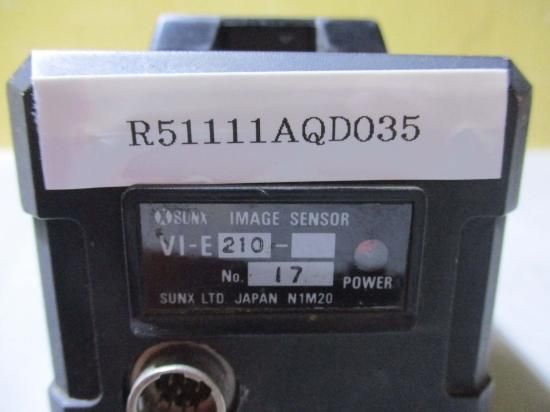 R51111AQD035
SUNX IMAGE SENSOR
VI-E 210-
No. 17 POWER
SUNX LTD. JAPAN N1M20